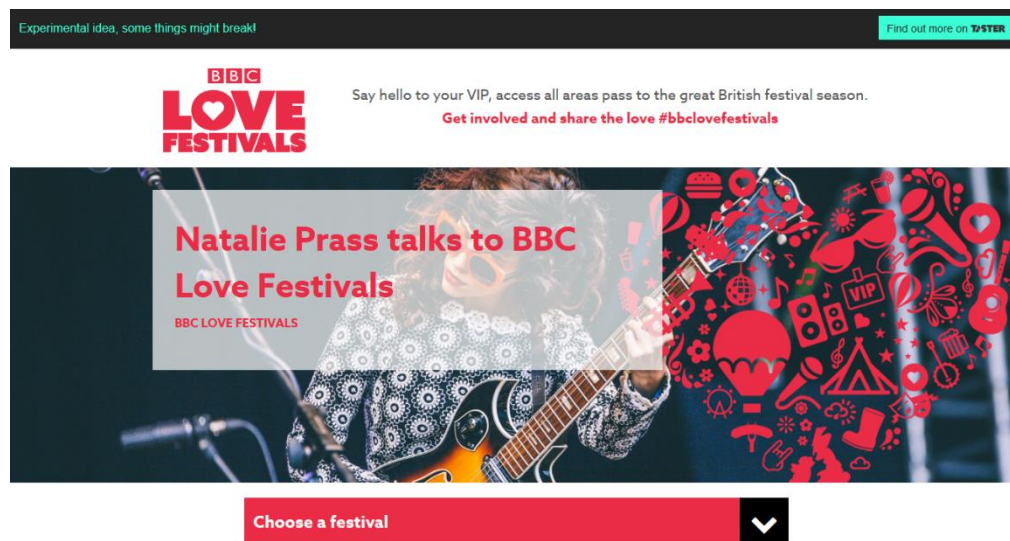 Experimental idea, some things might break!
Find out more on TASTER
BBC
LOVE
FESTIVALS
Say hello to your VIP, access all areas pass to the great British festival season.
Get involved and share the love #bbclovefestivals
Natalie Prass talks to BBC
Love Festivals
BBC LOVE FESTIVALS
VIP
Choose a festival